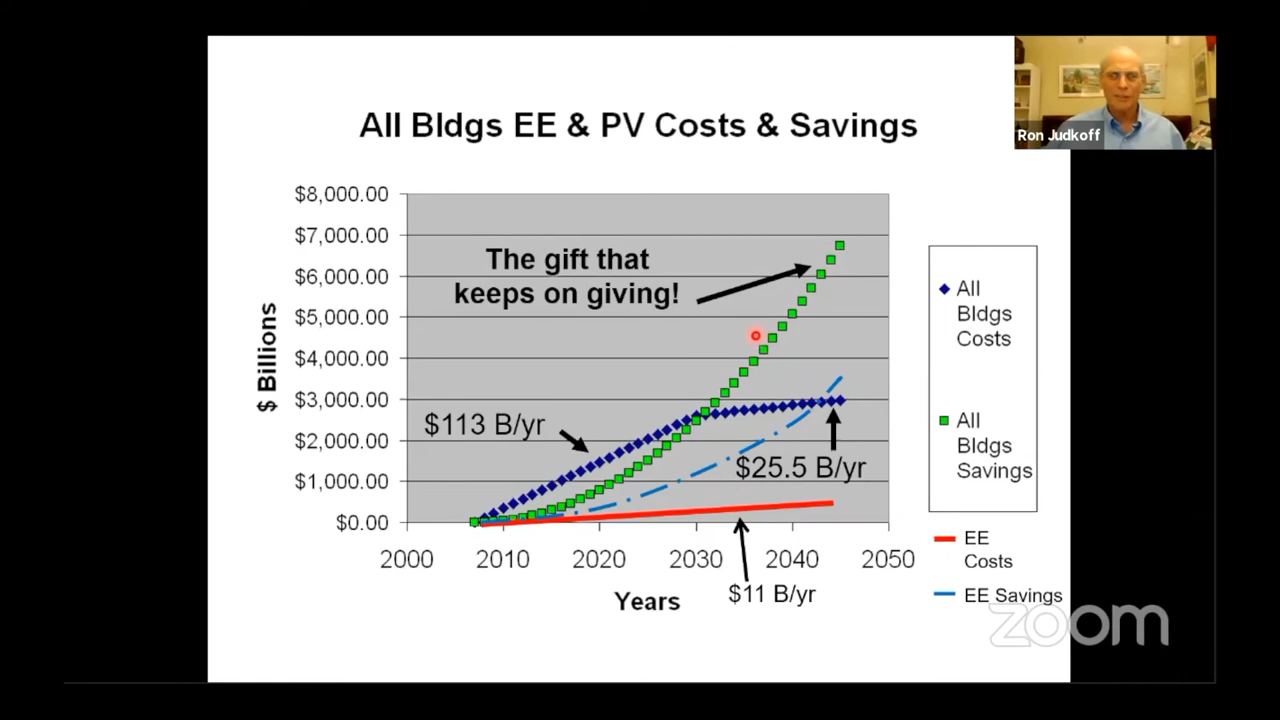 All Bldgs EE & PV Costs & Savings
Ron Judkoff
$8,000.00
$7,000.00
$6,000.00
$5,000.00
$4,000.00
$3,000.00
$2,000.00
$1,000.00
$0.00
$ Billions
The gift that
keeps on giving!
$113 B/yr
$25.5 B/yr
$11 B/yr
2000 2010 2020 2030 2040 2050
Years
All
Bldgs
Costs
All
Bldgs
Savings
EE
Costs
EE Savings
zoom